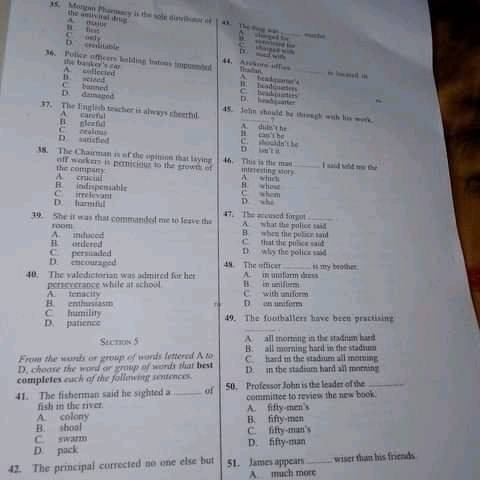 35. Morgan Pharmacy is the sole distributor of
the antiviral drug.
A. major
B. first
C. only
D. creditable
36. Police officers holding batons impounded
the banker's car.
A. collected
B. seized
C. banned
D. damaged
37. The English teacher is always cheerful.
A. careful
B. gleeful
C. zealous
D. satisfied
38. The Chairman is of the opinion that laying
off workers is pernicious to the growth of
the company.
A. crucial
B. indispensable
C. irrelevant
D. harmful
39. She it was that commanded me to leave the
room.
A. induced
B. ordered
C. persuaded
D. encouraged
40. The valedictorian was admired for her
perseverance while at school.
A. tenacity
B. enthusiasm
C. humility
D. patience
SECTION 5
From the words or group of words lettered A to
D, choose the word or group of words that best
completes each of the following sentences.
41. The fisherman said he sighted a ......... of
fish in the river.
A. colony
B. shoal
C. swarm
D. pack
42. The principal corrected no one else but
43. The thug was ......... murder.
A. charged for
B. convicted for
C. charged with
D. sued with
44. Arokoro office ......... is located in
Ibadan.
A. headquarter's
B. headquarters
C. headquarters'
D. headquarter
45. John should be through with his work,
......... ?
A. didn't he
B. can't he
C. shouldn't he
D. isn't it
46. This is the man ......... I said told me the
interesting story.
A. which
B. whose
C. whom
D. who
47. The accused forgot .........
A. what the police said
B. when the police said
C. that the police said
D. why the police said
48. The officer ......... is my brother.
A. in uniform dress
B. in uniform
C. with uniform
D. on uniform
49. The footballers have been practising
.........
A. all morning in the stadium hard
B. all morning hard in the stadium
C. hard in the stadium all morning
D. in the stadium hard all morning
50. Professor John is the leader of the .........
committee to review the new book.
A. fifty-men's
B. fifty-men
C. fifty-man's
D. fifty-man
51. James appears ......... wiser than his friends.
A. much more